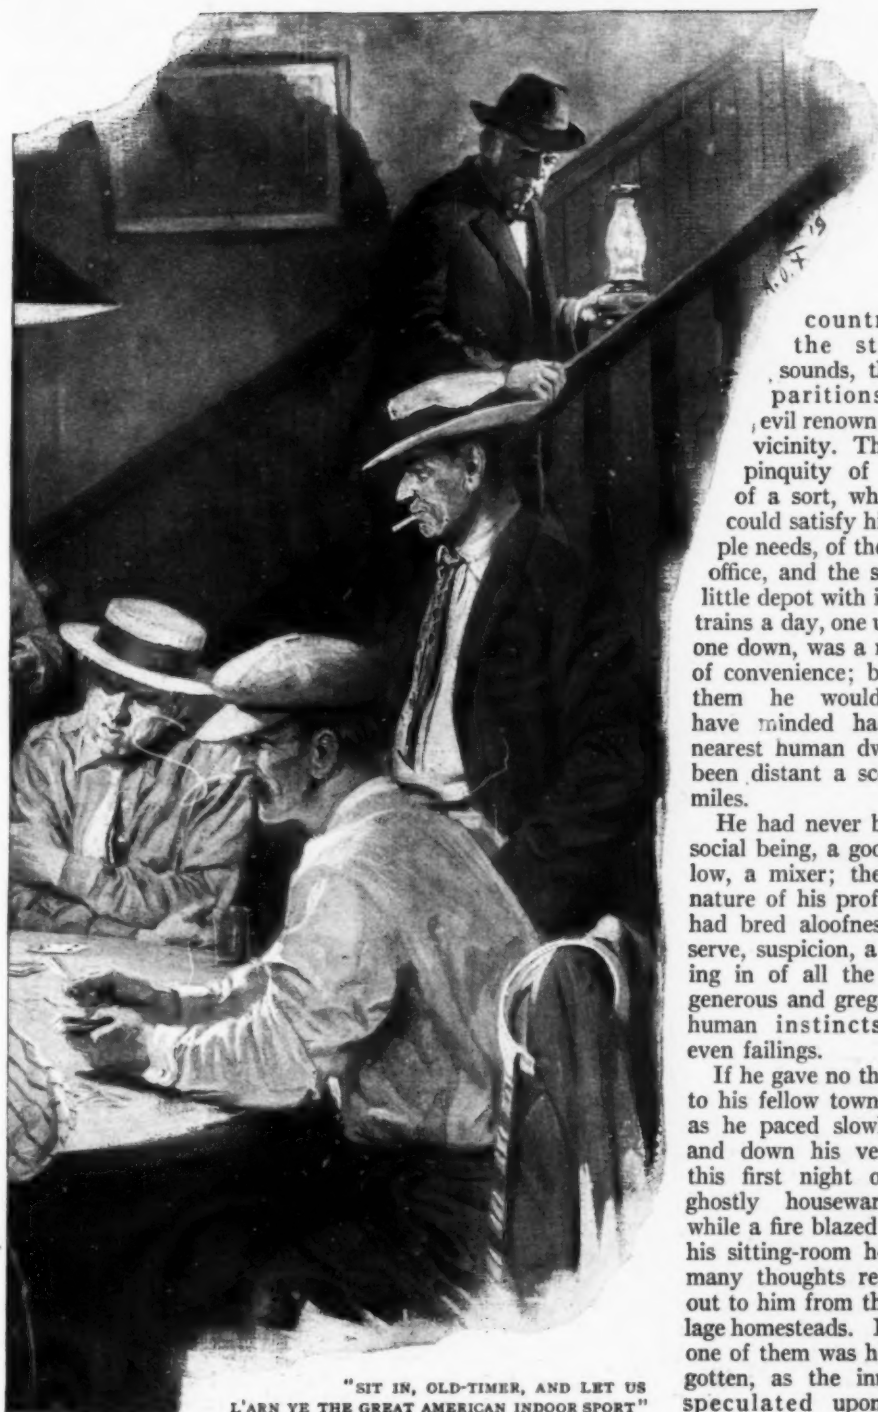 A.O.F '19
countr
the st
sounds, th
paritions
evil renown
vicinity. Th
pinquity of
of a sort, wh
could satisfy hi
ple needs, of the
office, and the s
little depot with i
trains a day, one u
one down, was a r
of convenience; b
them he would
have minded ha
nearest human dw
been distant a sco
miles.
He had never b
social being, a goo
low, a mixer; the
nature of his prof
had bred aloofnes
serve, suspicion, a
ing in of all the
generous and greg
human instincts
even failings.
If he gave no th
to his fellow town
as he paced slowl
and down his ve
this first night o
ghostly housewar
while a fire blazed
his sitting-room he
many thoughts re
out to him from th
lage homesteads. I
one of them was h
gotten, as the inn
speculated upon
"SIT IN, OLD-TIMER, AND LET US
L'ARN YE THE GREAT AMERICAN INDOOR SPORT"